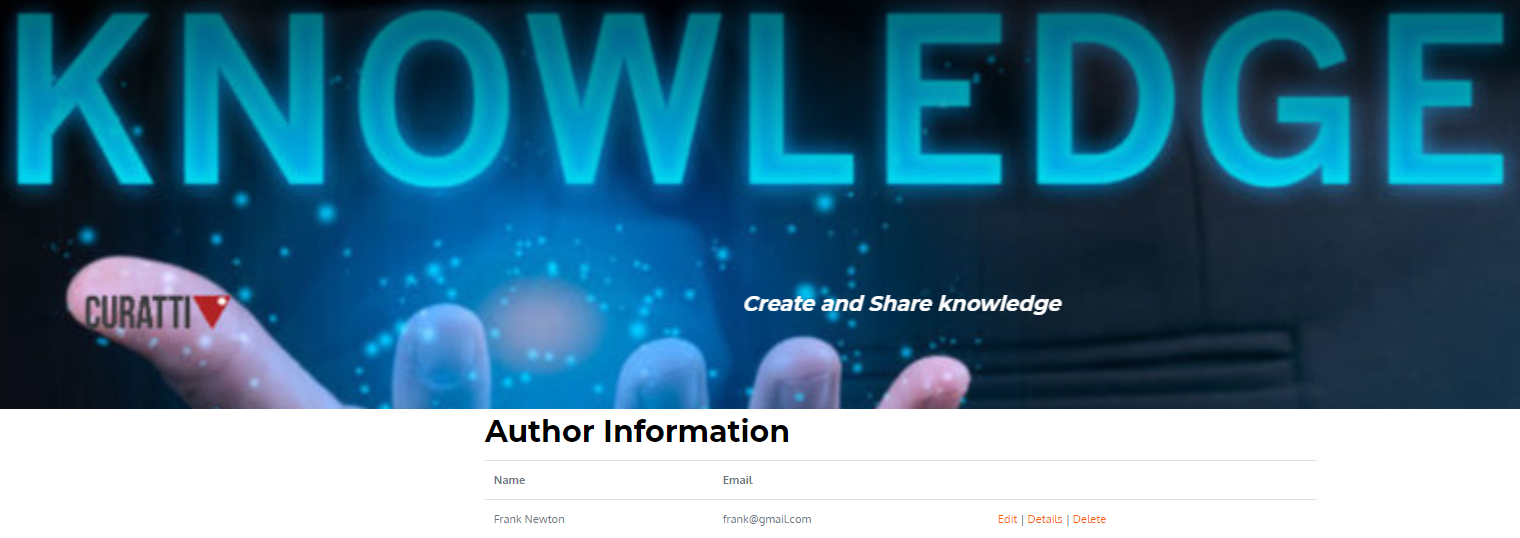 KNOWLEDGE
CURATTI
Create and Share knowledge
Author Information
Name Email
Frank Newton frank@gmail.com Edit | Details | Delete